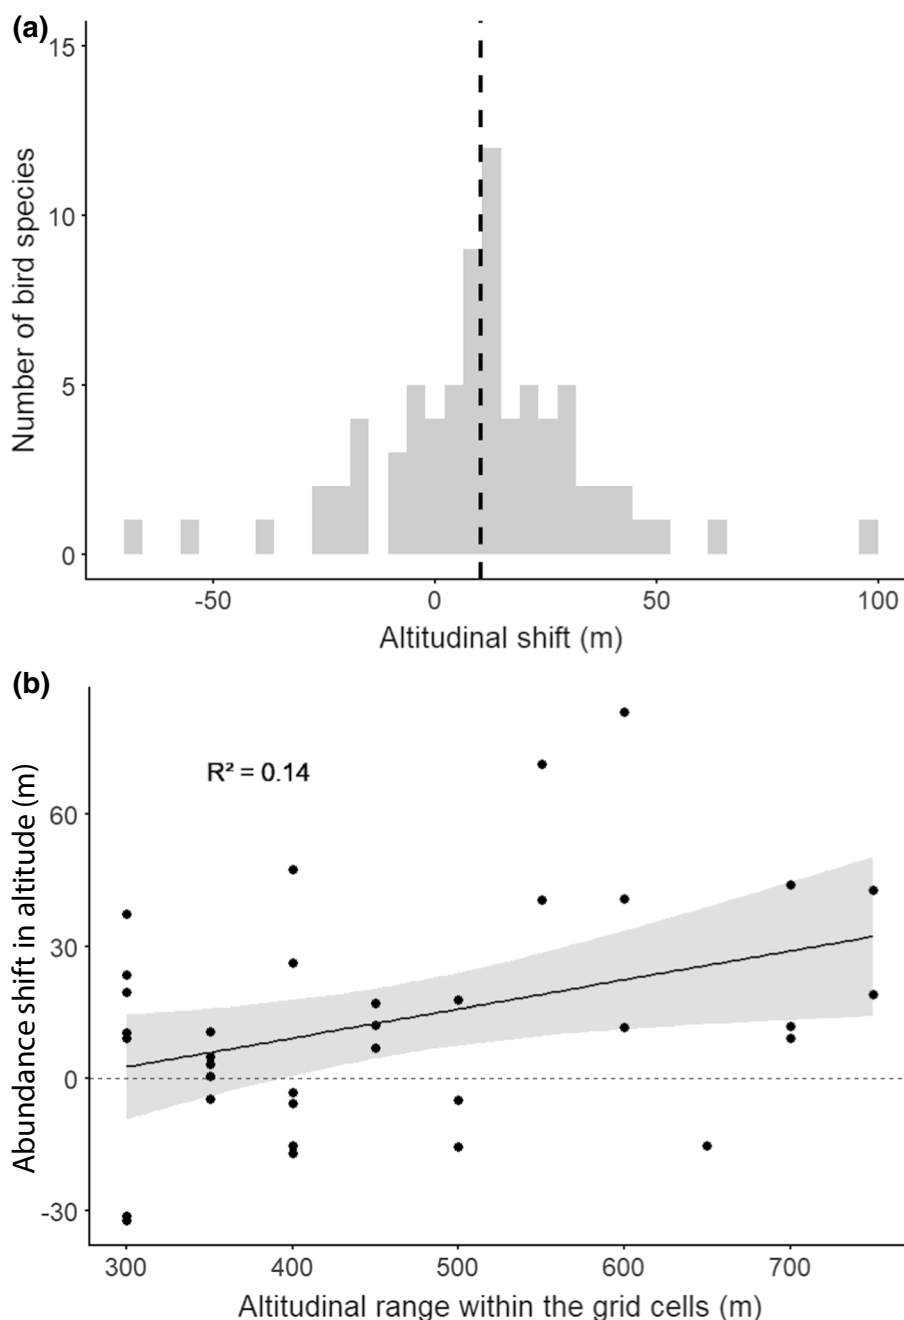 (a)
15
10
5
0
Number of bird species
-50 0 50 100
Altitudinal shift (m)
(b)
R² = 0.14
60
30
0
-30
Abundance shift in altitude (m)
300 400 500 600 700
Altitudinal range within the grid cells (m)